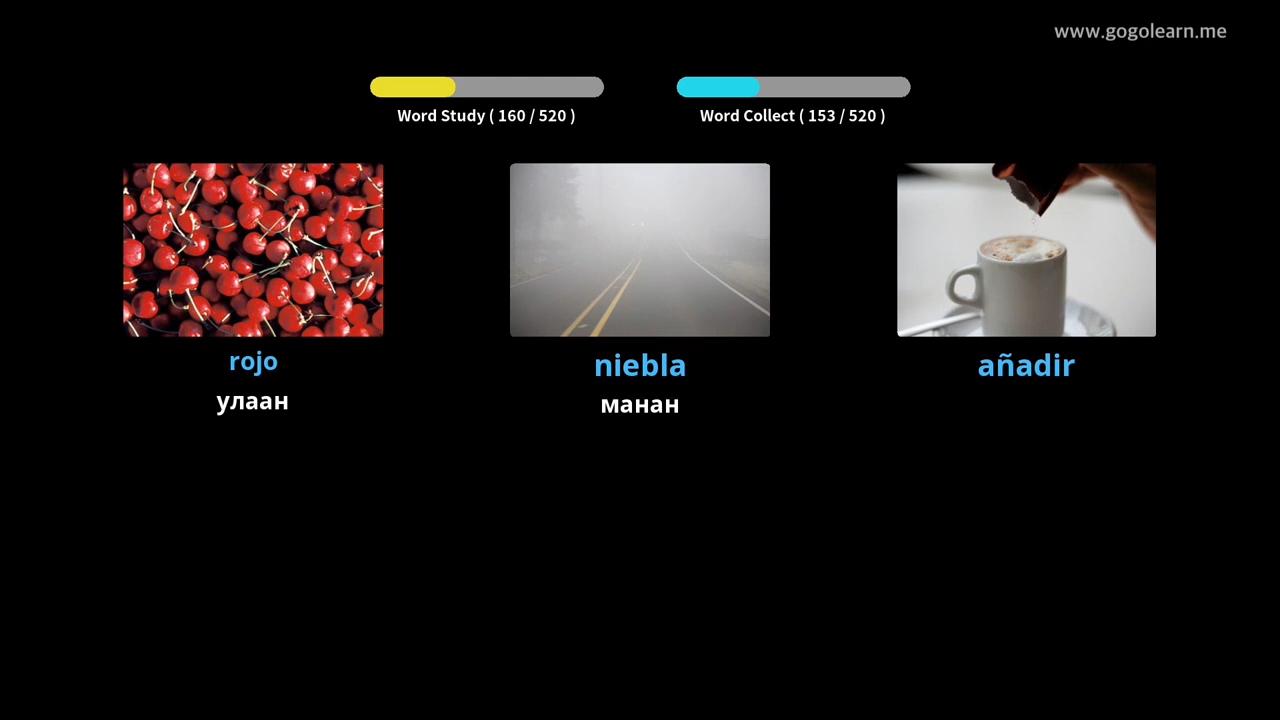 www.gogolearn.me
Word Study ( 160 / 520 )
Word Collect ( 153 / 520 )
rojo
улаан
niebla
манан
añadir